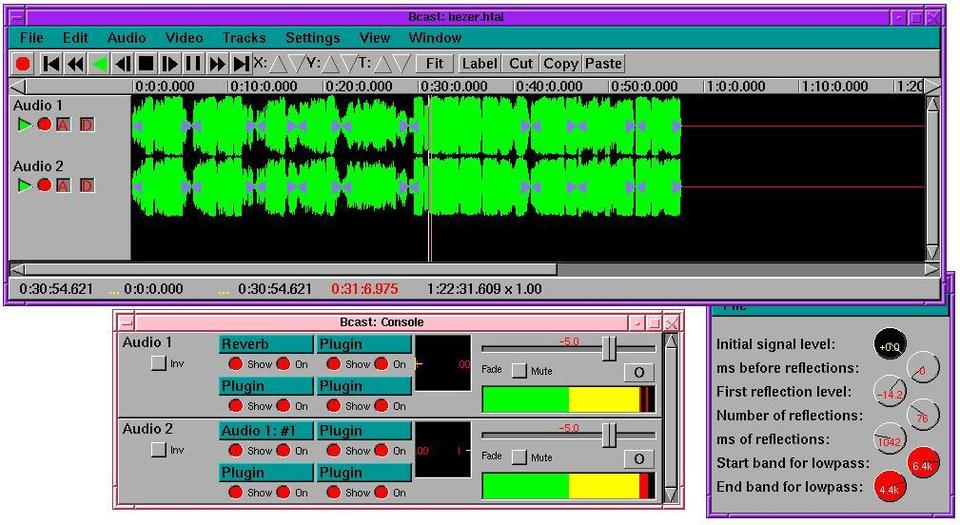 Bcast: bezer.htal
File Edit Audio Video Tracks Settings View Window
X: Y: T: Fit Label Cut Copy Paste
0:0:0.000 0:10:0.000 0:20:0.000 0:30:0.000 0:40:0.000 0:50:0.000 1:0:0.000 1:10:0.000 1:20
Audio 1
A D
Audio 2
A D
0:30:54.621 ... 0:0:0.000 ... 0:30:54.621 0:31:6.975 1:22:31.609 x 1.00
Bcast: Console
Audio 1 Reverb Plugin -5.0
Inv Show On Show On .00
Plugin Plugin Fade Mute O
Show On Show On
Audio 2 Audio 1: #1 Plugin -5.0
Inv Show On Show On .00 1
Plugin Plugin Fade Mute O
Show On Show On
Initial signal level: +0.0
ms before reflections: 0
First reflection level: -14.2
Number of reflections: 76
ms of reflections: 1042
Start band for lowpass: 6.4k
End band for lowpass: 4.4k